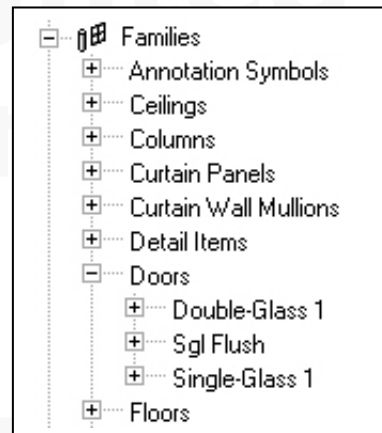 Families
Annotation Symbols
Ceilings
Columns
Curtain Panels
Curtain Wall Mullions
Detail Items
Doors
Double-Glass 1
Sgl Flush
Single-Glass 1
Floors